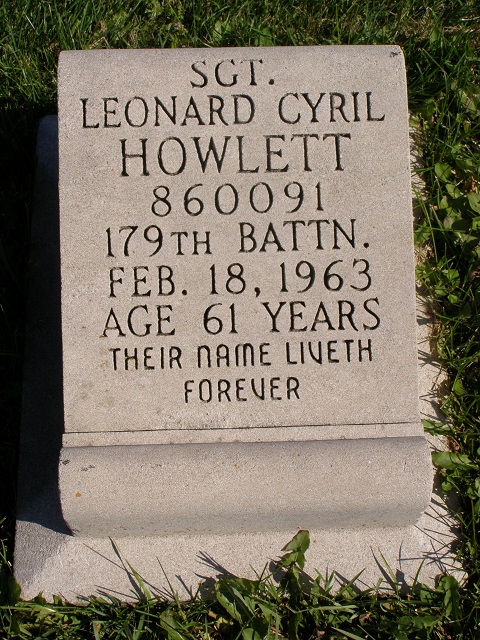 SGT.
LEONARD CYRIL
HOWLETT
860091
179TH BATTN.
FEB. 18, 1963
AGE 61 YEARS
THEIR NAME LIVETH
FOREVER